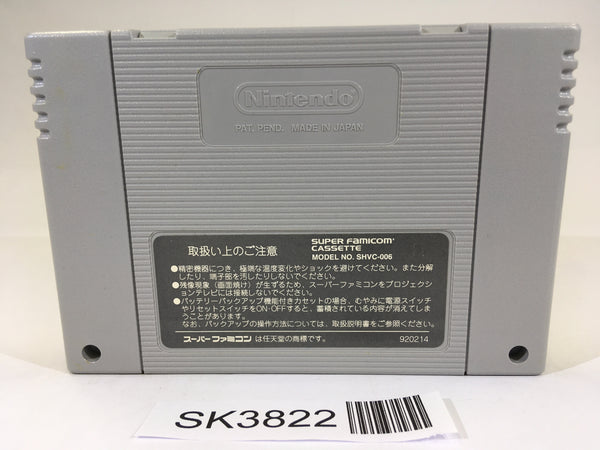 Nintendo
PAT. PEND. MADE IN JAPAN
取扱い上のご注意
SUPER FAMICOM
CASSETTE
MODEL NO. SHVC-006
●精密機器につき、極端な温度変化やショックを避けてください。また分解
したり、端子部を汚したりしないでください。
●残像現象（画面焼け）が生ずるため、スーパーファミコンをプロジェクシ
ョンテレビには接続しないでください。
●バッテリーバックアップ機能付きカセットの場合、むやみに電源スイッチ
やリセットスイッチをON・OFFすると、蓄積されている内容が消えてしま
うことがあります。
なお、バックアップの操作方法については、取扱説明書をご参照ください。
スーパーファミコン は任天堂の商標です。
920214
SK3822